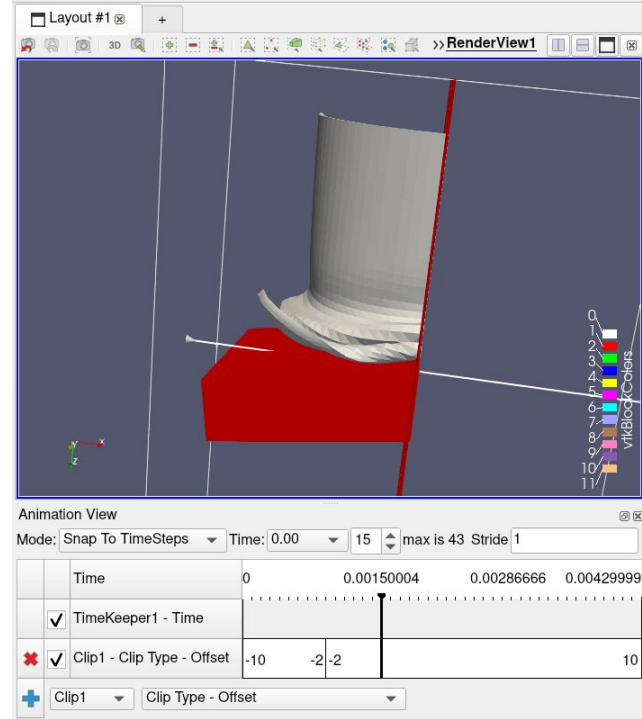 Layout #1
+
3D
>> RenderView1
0
1
2
3
4
5
6
7
8
9
10
11
vtkBlockColors
Y X
Z
Animation View
Mode: Snap To TimeSteps Time: 0.00 15 max is 43 Stride 1
Time 0 0.00150004 0.00286666 0.00429999
TimeKeeper1 - Time
Clip1 - Clip Type - Offset -10 -2 -2 10
Clip1 Clip Type - Offset